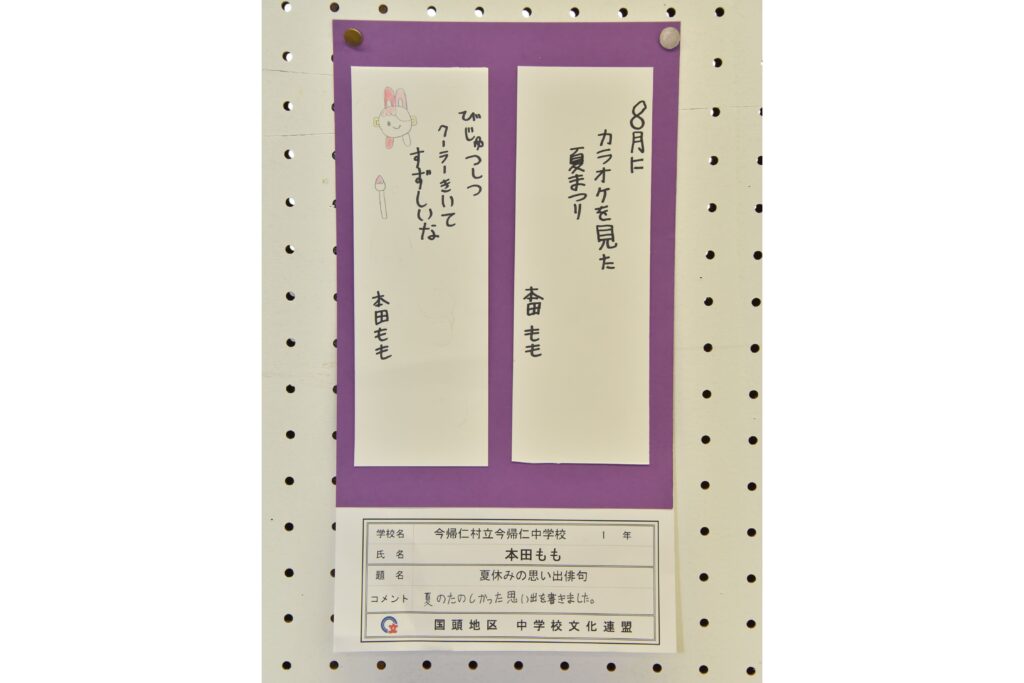 8月に
カラオケを見た
夏まつり
本田もも
びじゅつしつ
クーラーきいて
すずしいな
本田もも
学校名 今帰仁村立今帰仁中学校 1年
氏名 本田もも
題名 夏休みの思い出俳句
コメント 夏のたのしかった思い出を書きました。
国頭地区 中学校文化連盟